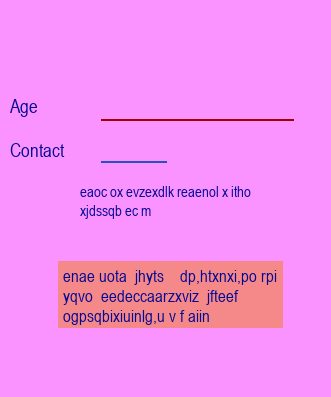 Age
Contact
eaoc ox evzexdlk reaenol x itho
xjdssqb ec m
enae uota  jhyts    dp,htxnxi,po rpi
yqvo  eedeccaarzxviz  jfteef
ogpsqbixiuinlg,u v f aiin